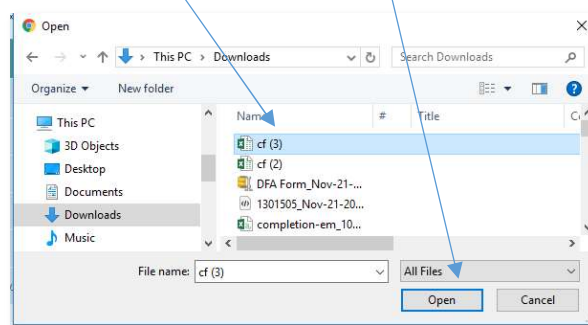 Open
This PC > Downloads
Search Downloads
Organize
New folder
Name
#
Title
This PC
3D Objects
Desktop
Documents
Downloads
Music
cf (3)
cf (2)
DFA Form_Nov-21-...
1301505_Nov-21-20...
completion-em_10...
File name:
cf (3)
All Files
Open
Cancel